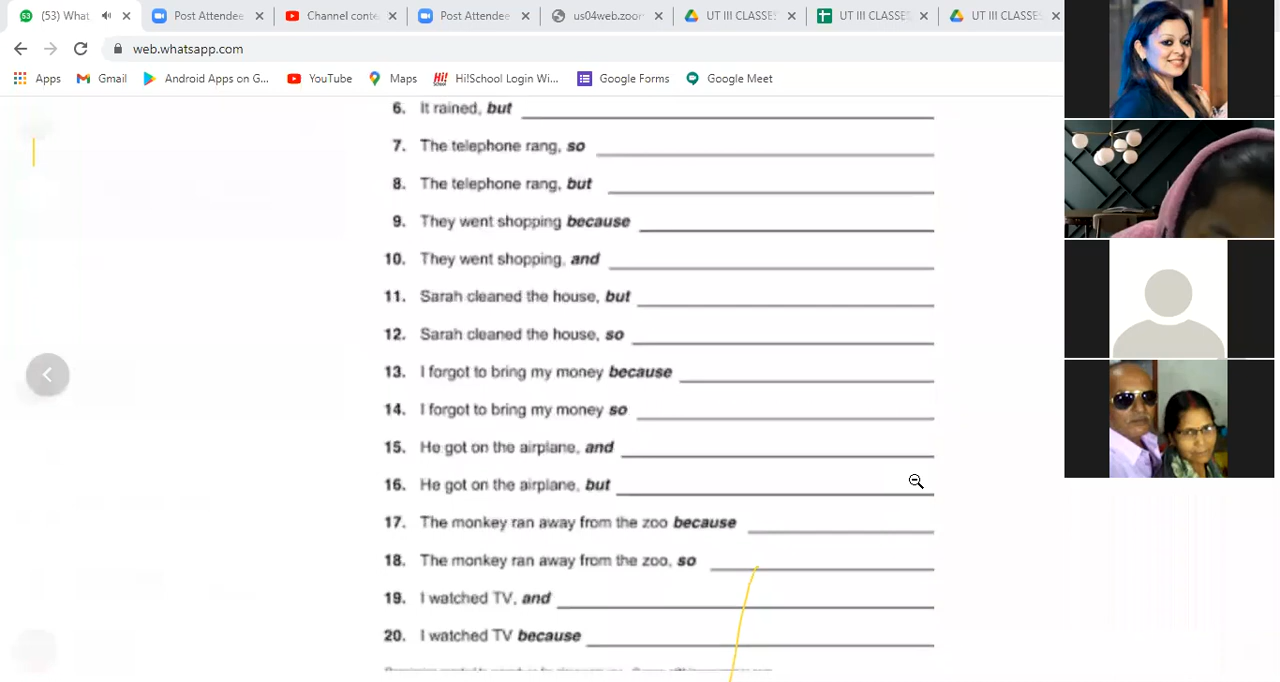 (53) What
Post Attendee
Channel conte
Post Attendee
us04web.zoor
UT III CLASSES
UT III CLASSES
UT III CLASSES
web.whatsapp.com
Apps
Gmail
Android Apps on G...
YouTube
Maps
Hi!School Login Wi...
Google Forms
Google Meet
6. It rained, but
7. The telephone rang, so
8. The telephone rang, but
9. They went shopping because
10. They went shopping, and
11. Sarah cleaned the house, but
12. Sarah cleaned the house, so
13. I forgot to bring my money because
14. I forgot to bring my money so
15. He got on the airplane, and
16. He got on the airplane, but
17. The monkey ran away from the zoo because
18. The monkey ran away from the zoo, so
19. I watched TV, and
20. I watched TV because